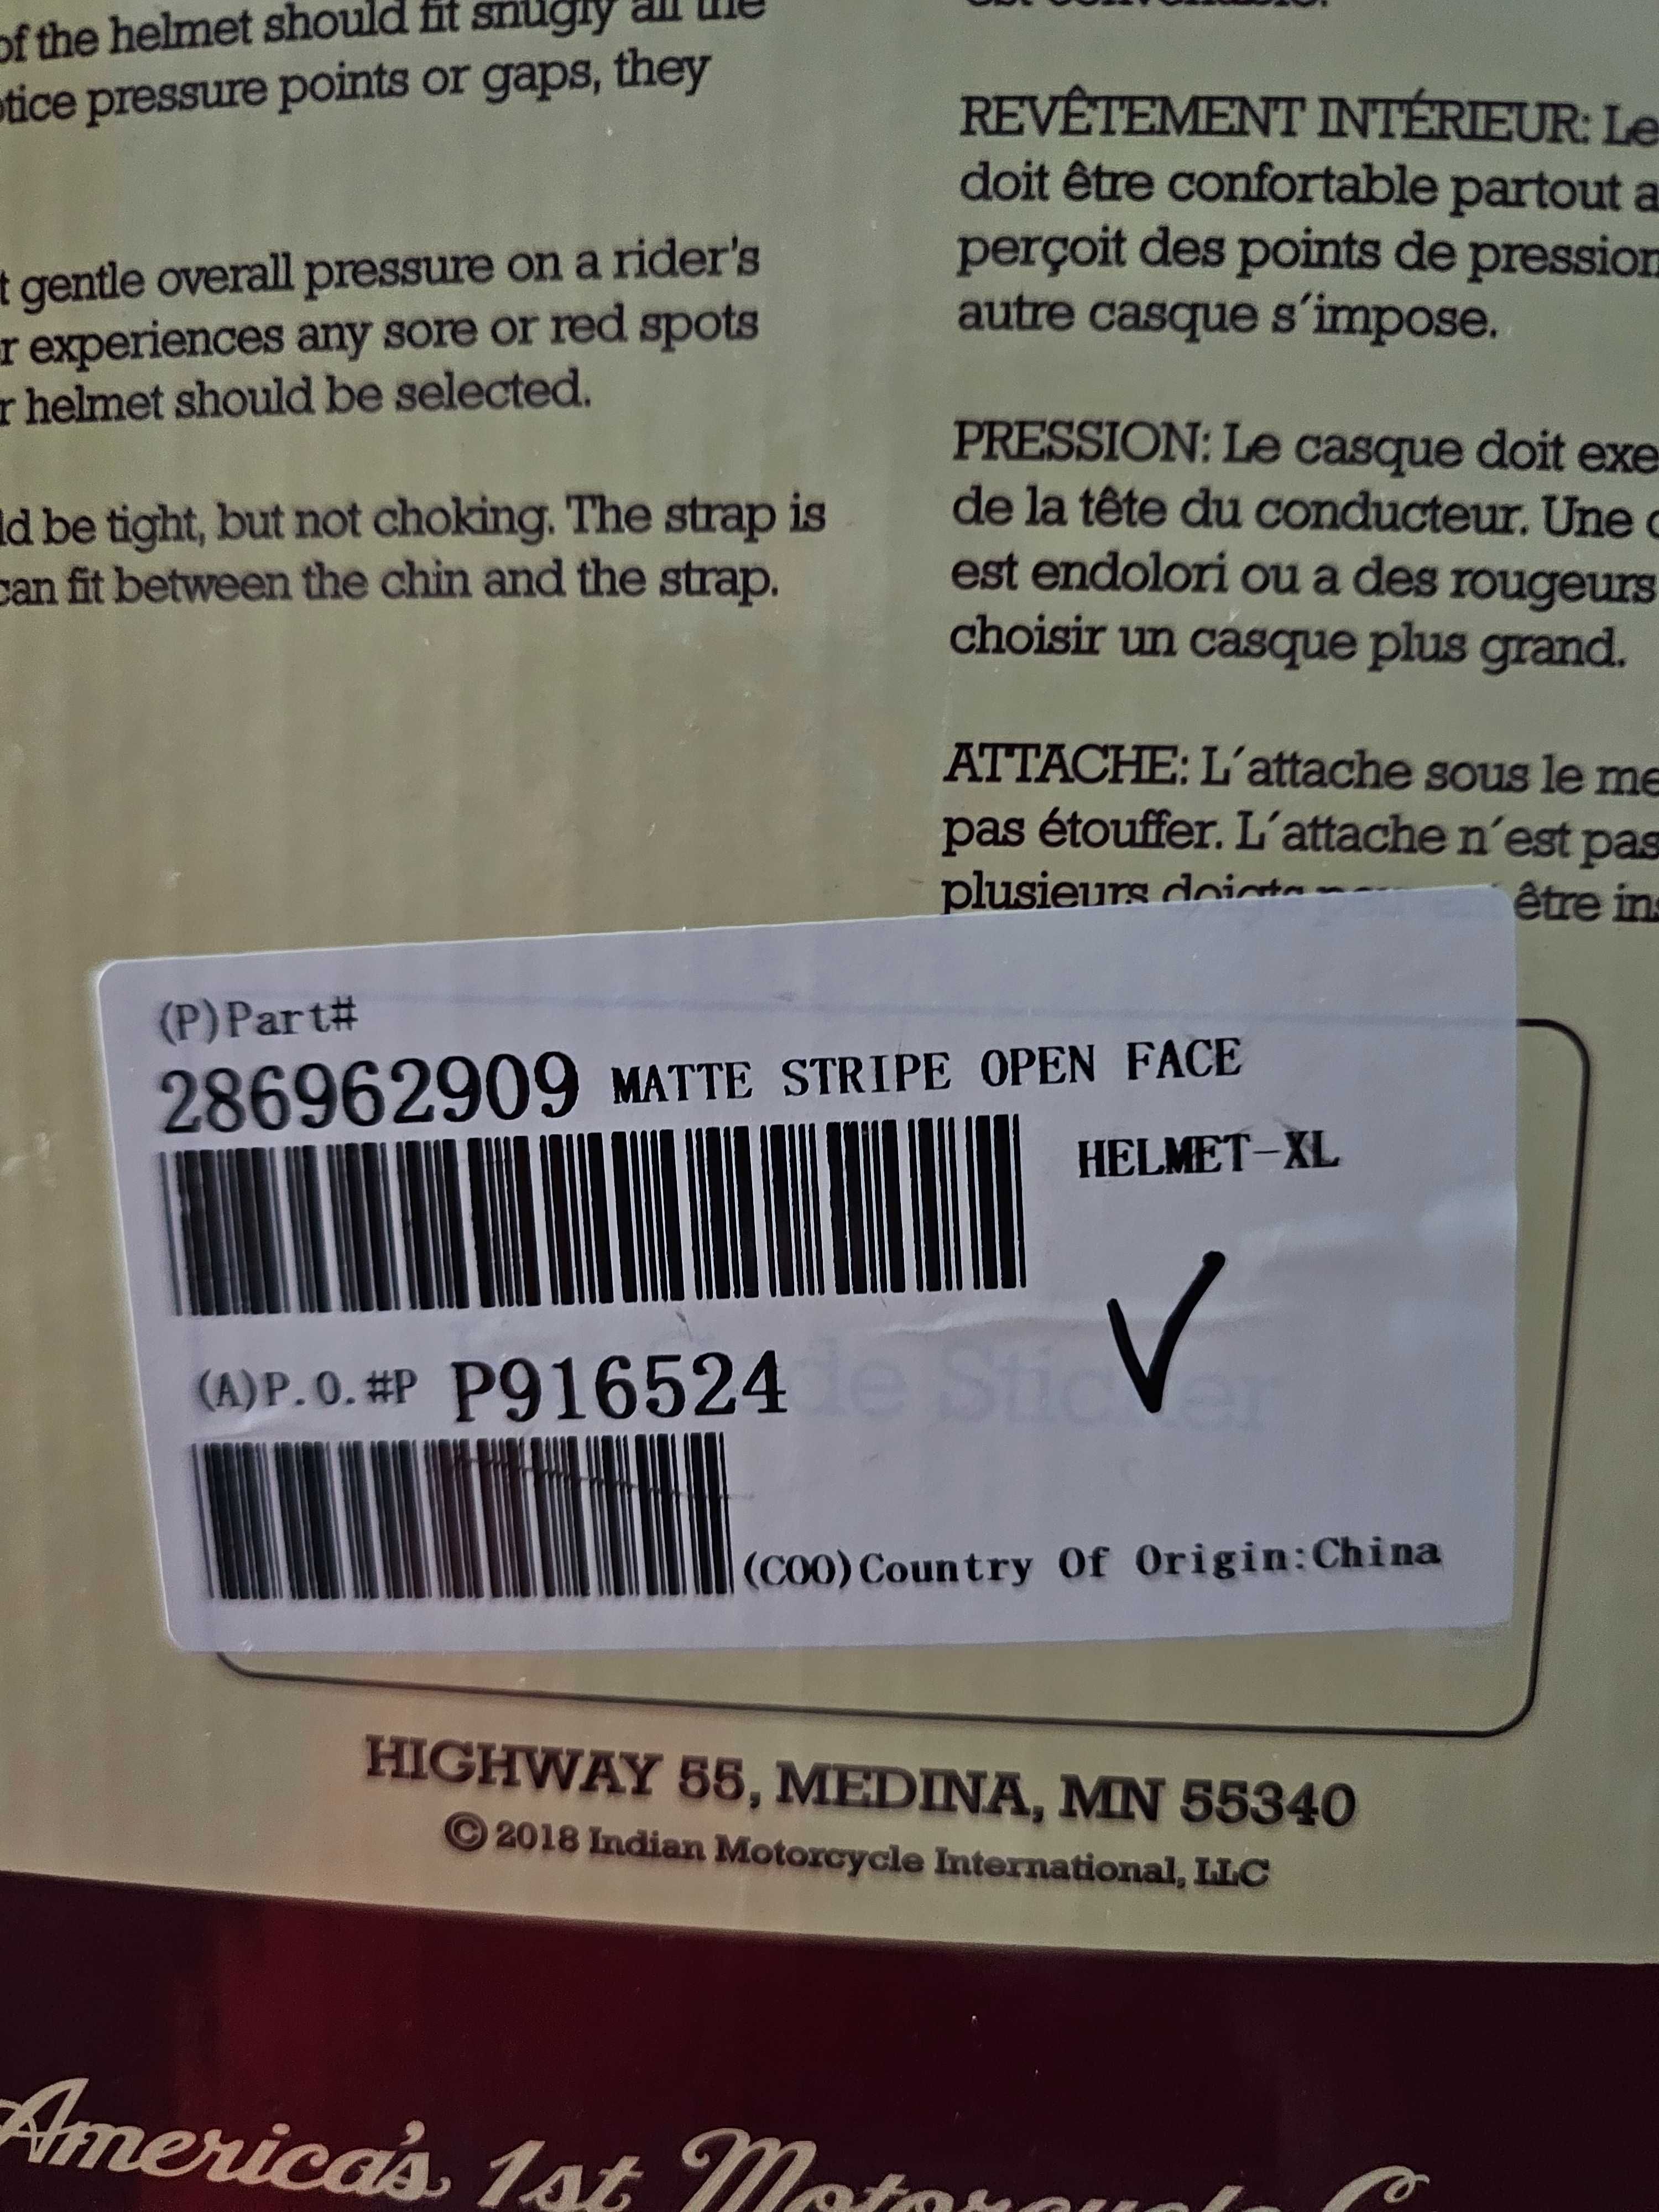 of the helmet should fit snugly all the
pressure points or gaps, they
gentle overall pressure on a rider's
experiences any sore or red spots
helmet should be selected.
be tight, but not choking. The strap is
can fit between the chin and the strap.
REVÊTEMENT INTÉRIEUR: Le
doit être confortable partout
perçoit des points de pression
autre casque s´impose.
PRESSION: Le casque doit
de la tête du conducteur. Une
est endolori ou a des rougeurs
choisir un casque plus grand.
ATTACHE: L´attache sous le
pas étouffer. L´attache n´est pas
plusieurs doigts être
(P)Part#
286962909 MATTE STRIPE OPEN FACE
HELMET-XL
(A)P.O.#P P916524
Sticker
(COO)Country Of Origin:China
HIGHWAY 55, MEDINA, MN 55340
© 2018 Indian Motorcycle International, LLC
America's 1st Motorcycle